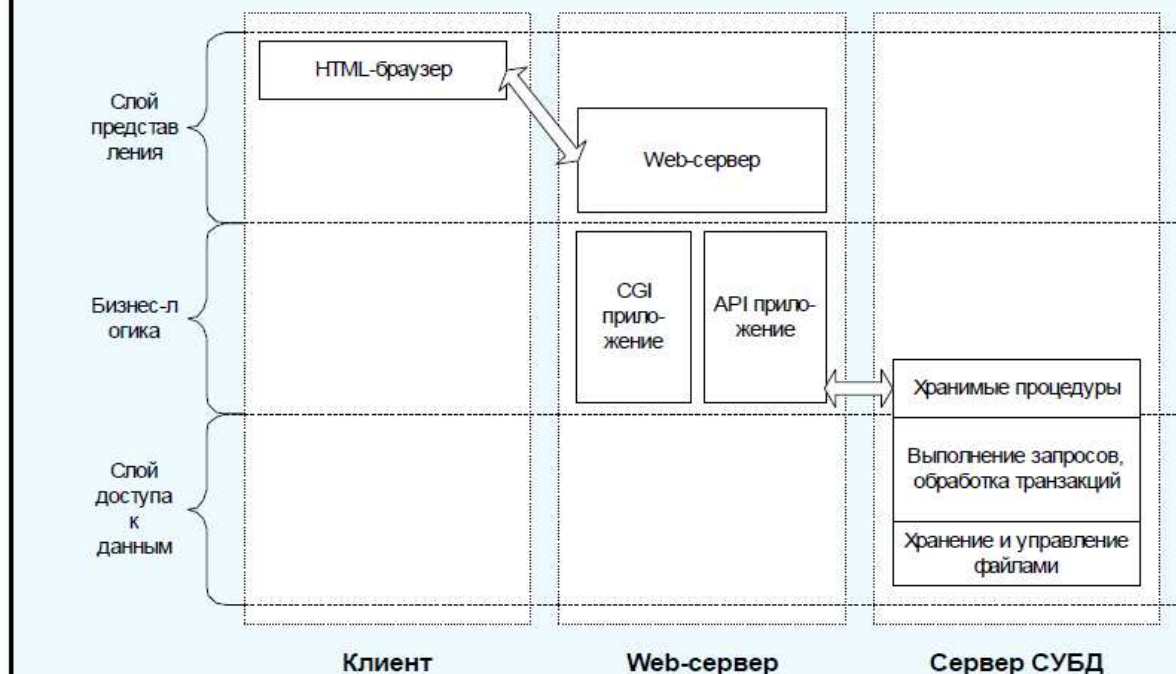 HTML-браузер
Слой
представ
ления
Web-сервер
Бизнес-л
огика
CGI
прило-
жение
API прило-
жение
Хранимые процедуры
Слой
доступа
к
данным
Выполнение запросов,
обработка транзакций
Хранение и управление
файлами
Клиент
Web-сервер
Сервер СУБД